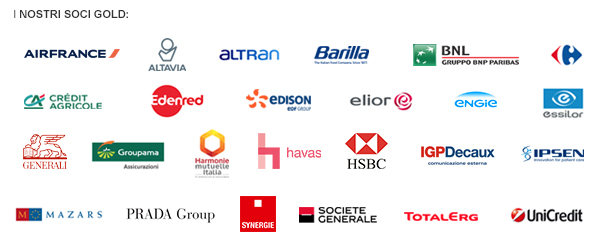 I NOSTRI SOCI GOLD:
AIRFRANCE
ALTAVIA
ALTRAN
Barilla
The Italian Food Company. Since 1877.
BNL
GRUPPO BNP PARIBAS
CRÉDIT
AGRICOLE
Edenred
EDISON
EDF GROUP
elior
ENGIE
essilor
GENERALI
Groupama
Assicurazioni
Harmonie
mutuelle
Italia
havas
HSBC
IGPDecaux
comunicazione esterna
IPSEN
Innovation for patient care
M M MAZARS
PRADA Group
SYNERGIE
SOCIETE
GENERALE
TOTALERG
UniCredit